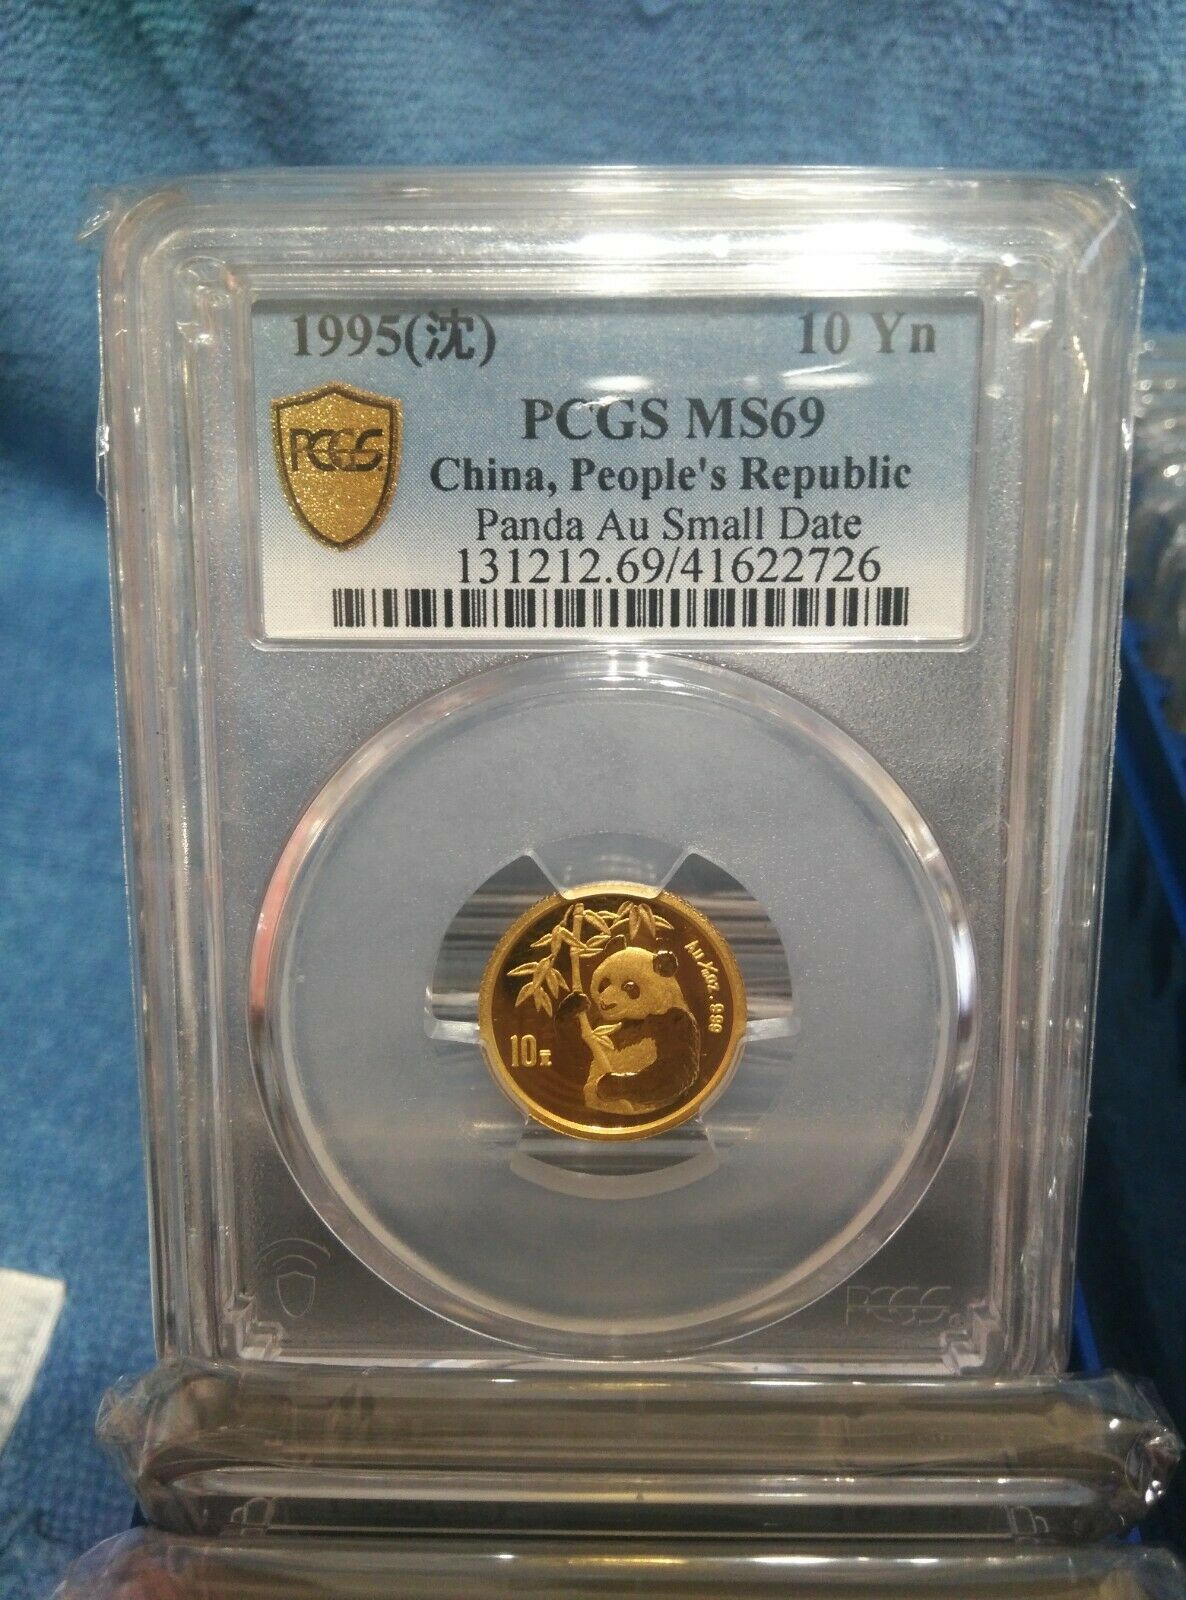 1995(沈) 10 Yn
PCGS MS69
PCGS
China, People's Republic
Panda Au Small Date
131212.69/41622726
Au 1/10oz .999
10元
PCGS